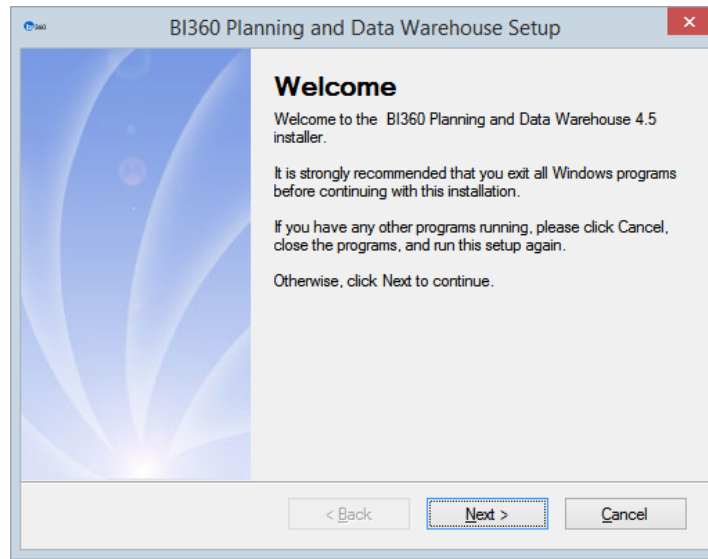 BI360 Planning and Data Warehouse Setup
Welcome
Welcome to the  BI360 Planning and Data Warehouse 4.5
installer.
It is strongly recommended that you exit all Windows programs
before continuing with this installation.
If you have any other programs running, please click Cancel,
close the programs, and run this setup again.
Otherwise, click Next to continue.
< Back
Next >
Cancel